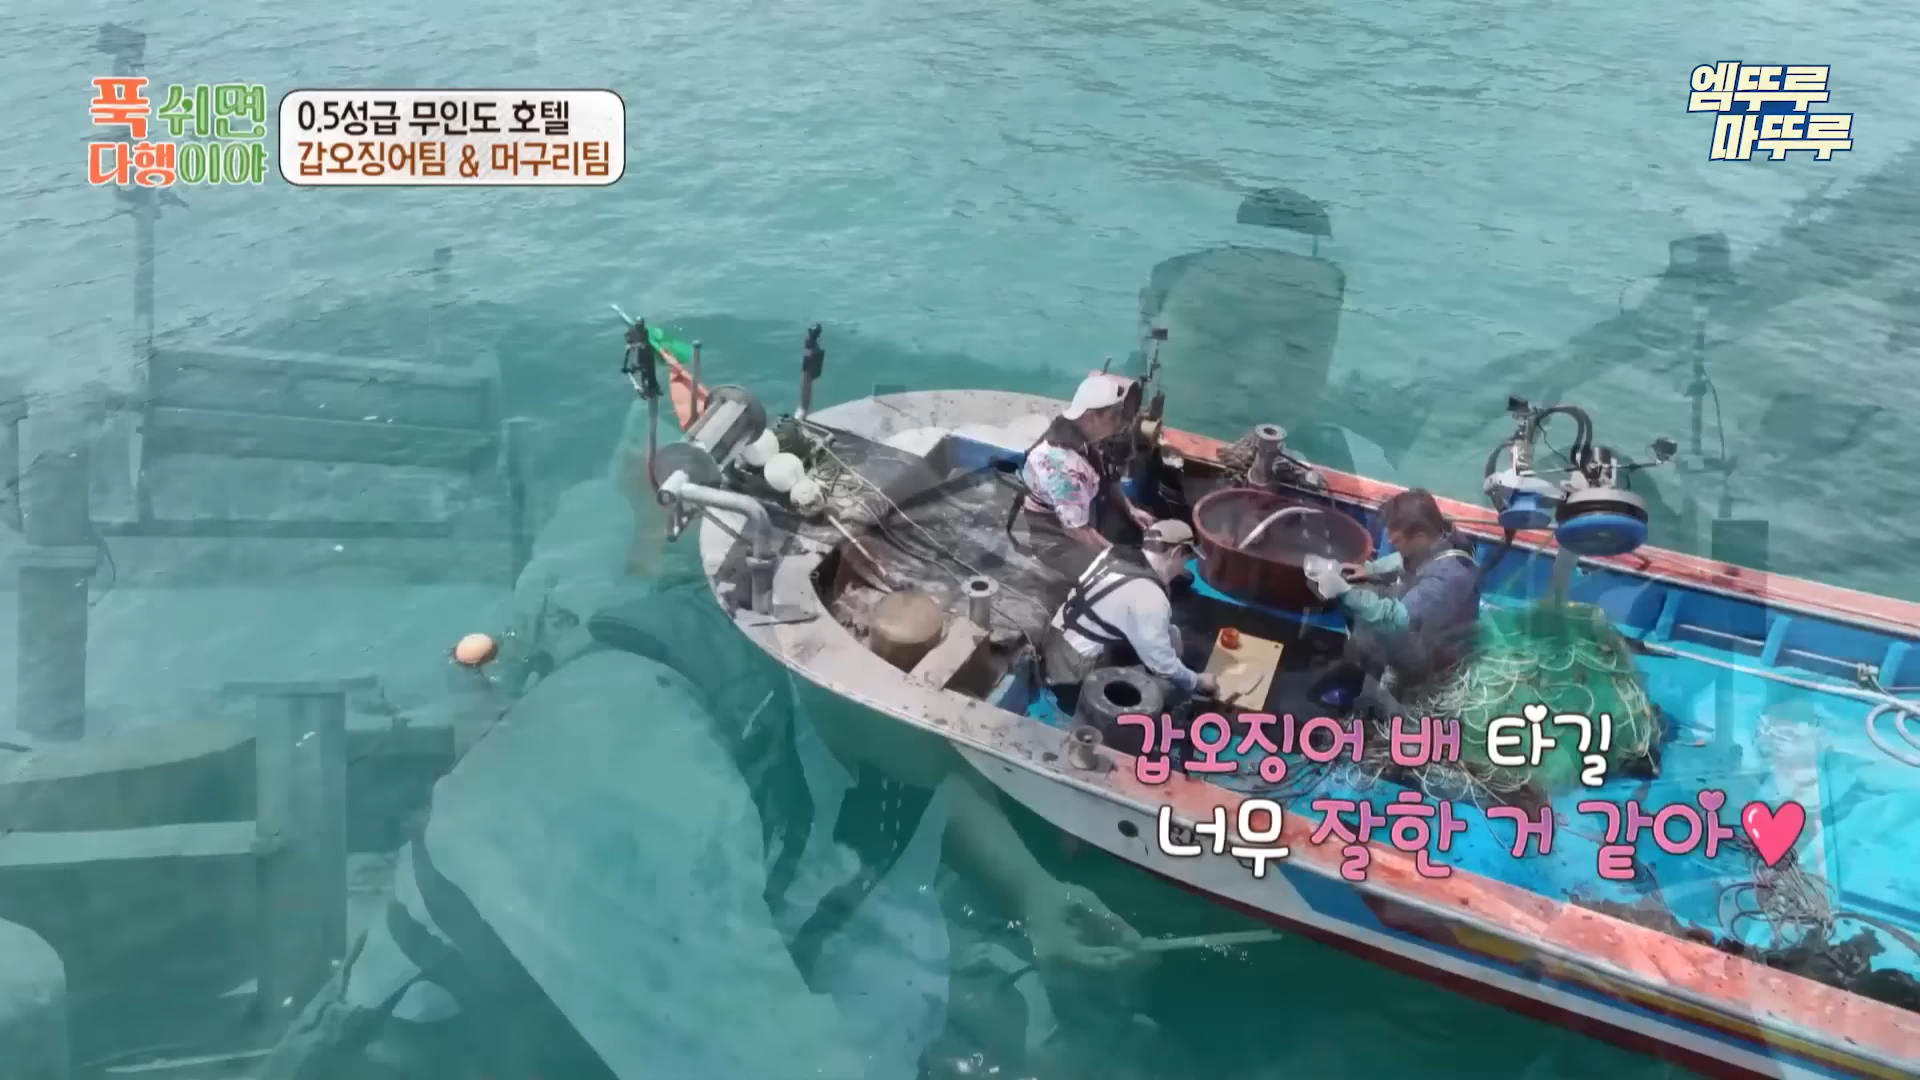 푹 쉬면
다행이야
0.5성급 무인도 호텔
갑오징어팀 & 머구리팀
엠뚜루
마뚜루
갑오징어 배 타길
너무 잘한 거 같아